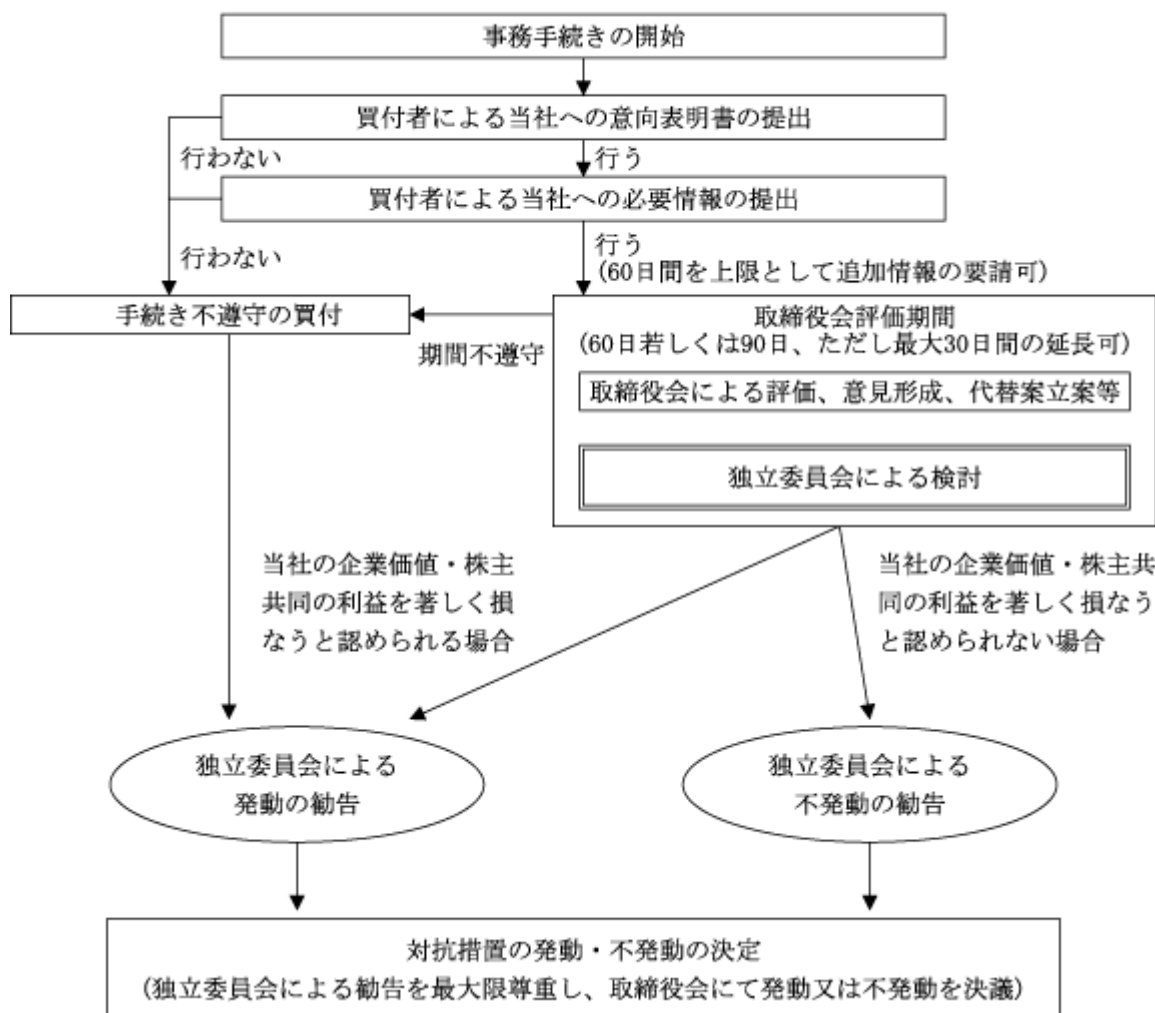 事務手続きの開始
買付者による当社への意向表明書の提出
行わない
行う
買付者による当社への必要情報の提出
行わない
行う
(60日間を上限として追加情報の要請可)
手続き不遵守の買付
期間不遵守
取締役会評価期間
(60日若しくは90日、ただし最大30日間の延長可)
取締役会による評価、意見形成、代替案立案等
独立委員会による検討
当社の企業価値・株主
共同の利益を著しく損
なうと認められる場合
当社の企業価値・株主共
同の利益を著しく損なう
と認められない場合
独立委員会による
発動の勧告
独立委員会による
不発動の勧告
対抗措置の発動・不発動の決定
(独立委員会による勧告を最大限尊重し、取締役会にて発動又は不発動を決議)